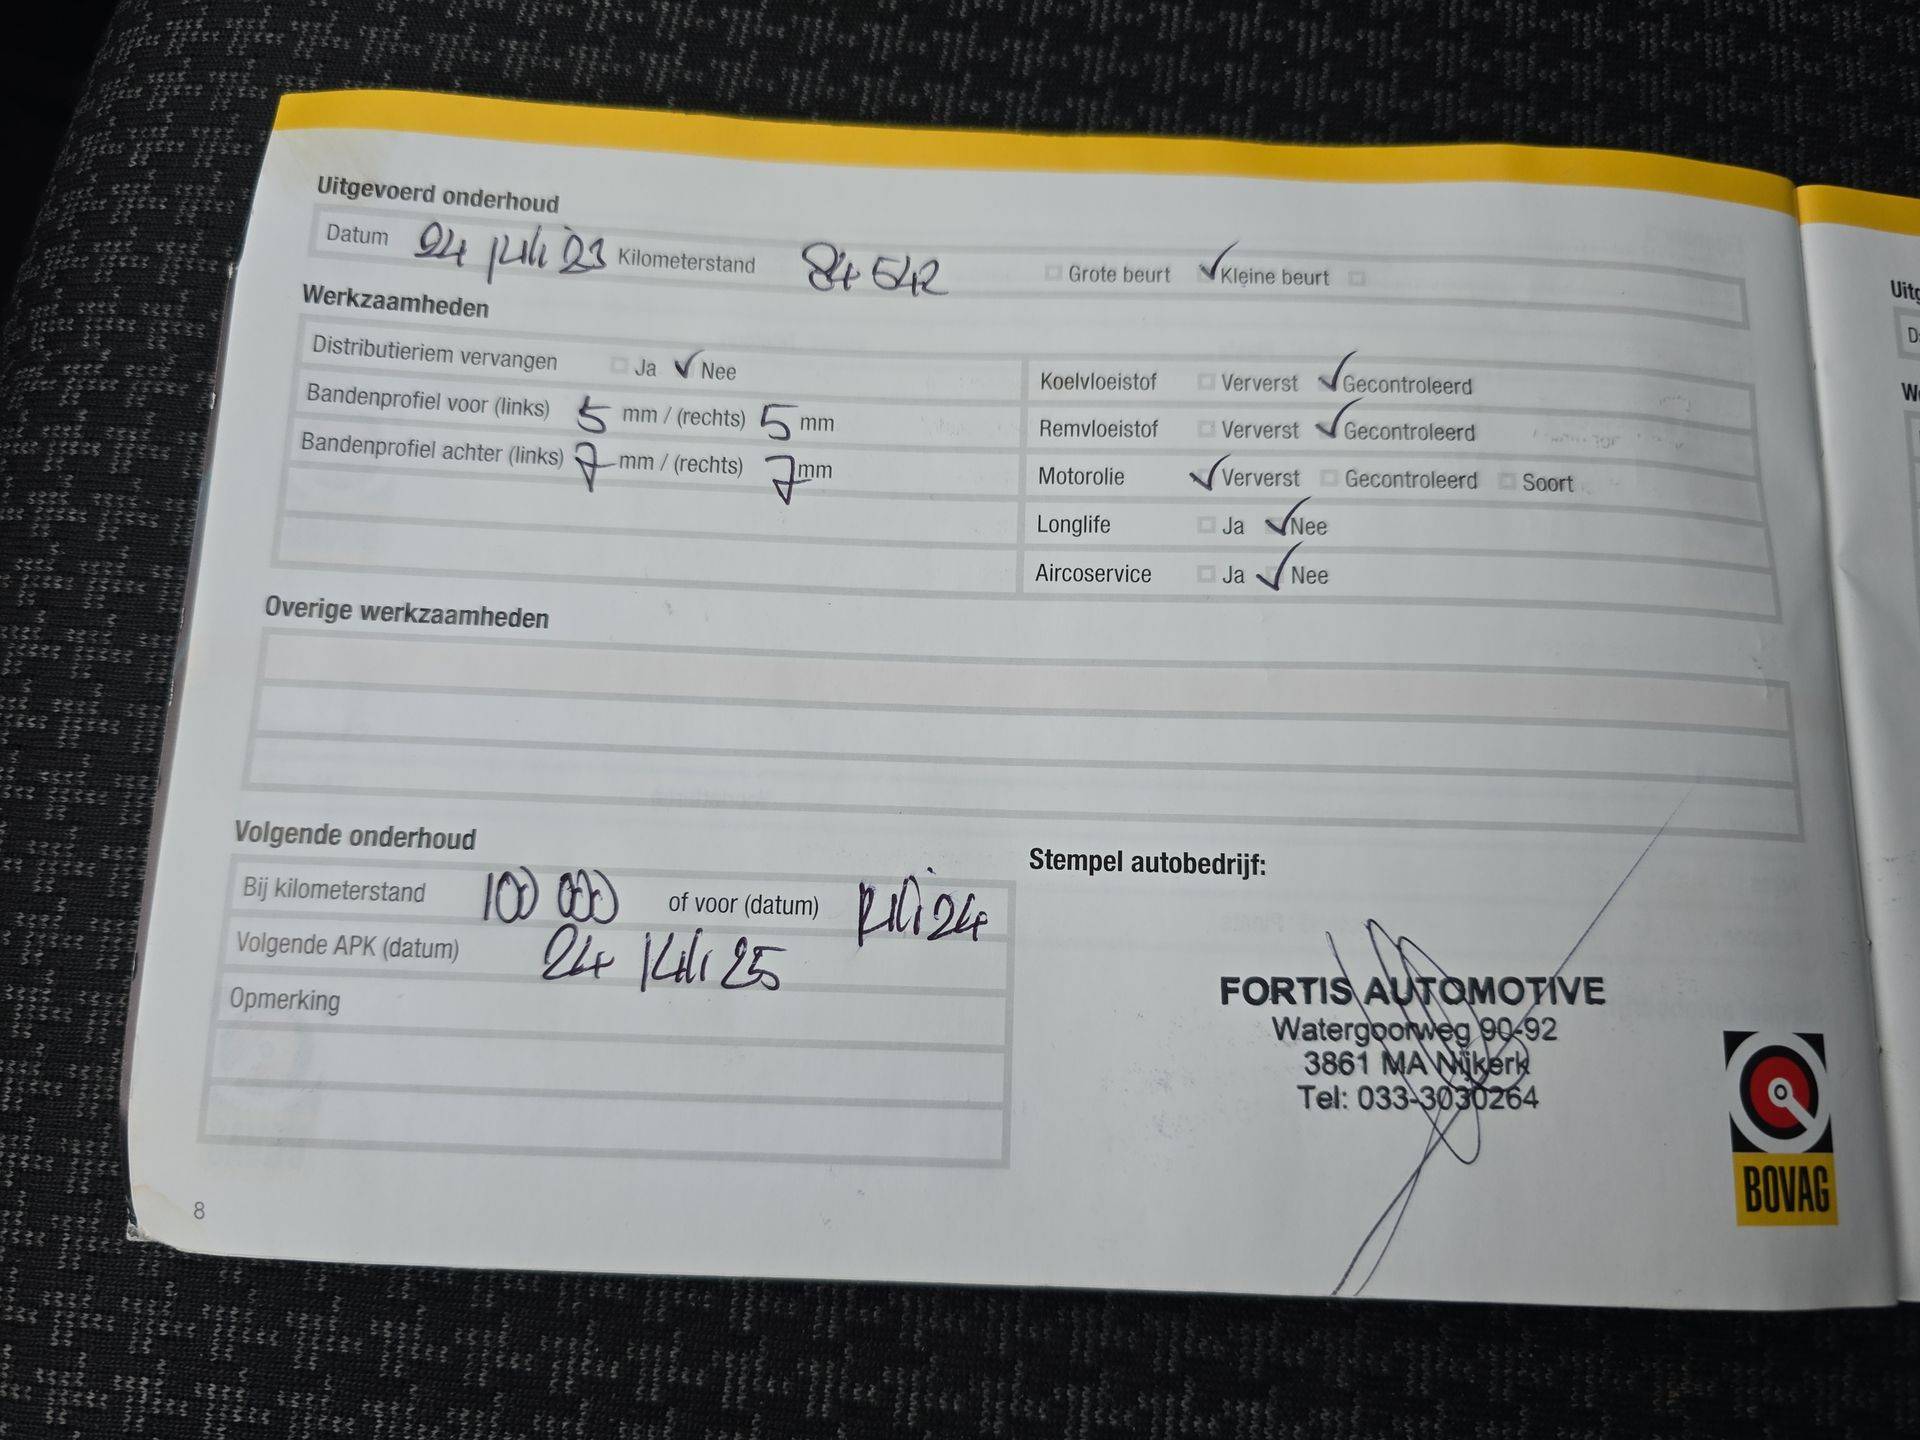 Uitgevoerd onderhoud
Datum 24 juli '23 Kilometerstand 84 542 Grote beurt Kleine beurt
Werkzaamheden
Distributieriem vervangen Ja Nee
Bandenprofiel voor (links) 5 mm / (rechts) 5 mm
Bandenprofiel achter (links) 7 mm / (rechts) 7 mm
Koelvloeistof Ververst Gecontroleerd
Remvloeistof Ververst Gecontroleerd
Motorolie Ververst Gecontroleerd Soort
Longlife Ja Nee
Aircoservice Ja Nee
Overige werkzaamheden
Volgende onderhoud
Bij kilometerstand 100 000 of voor (datum) juli 24
Volgende APK (datum) 24 juli 25
Opmerking
Stempel autobedrijf:
FORTIS AUTOMOTIVE
Watergoorweg 90-92
3861 MA Nijkerk
Tel: 033-3030264
BOVAG
8